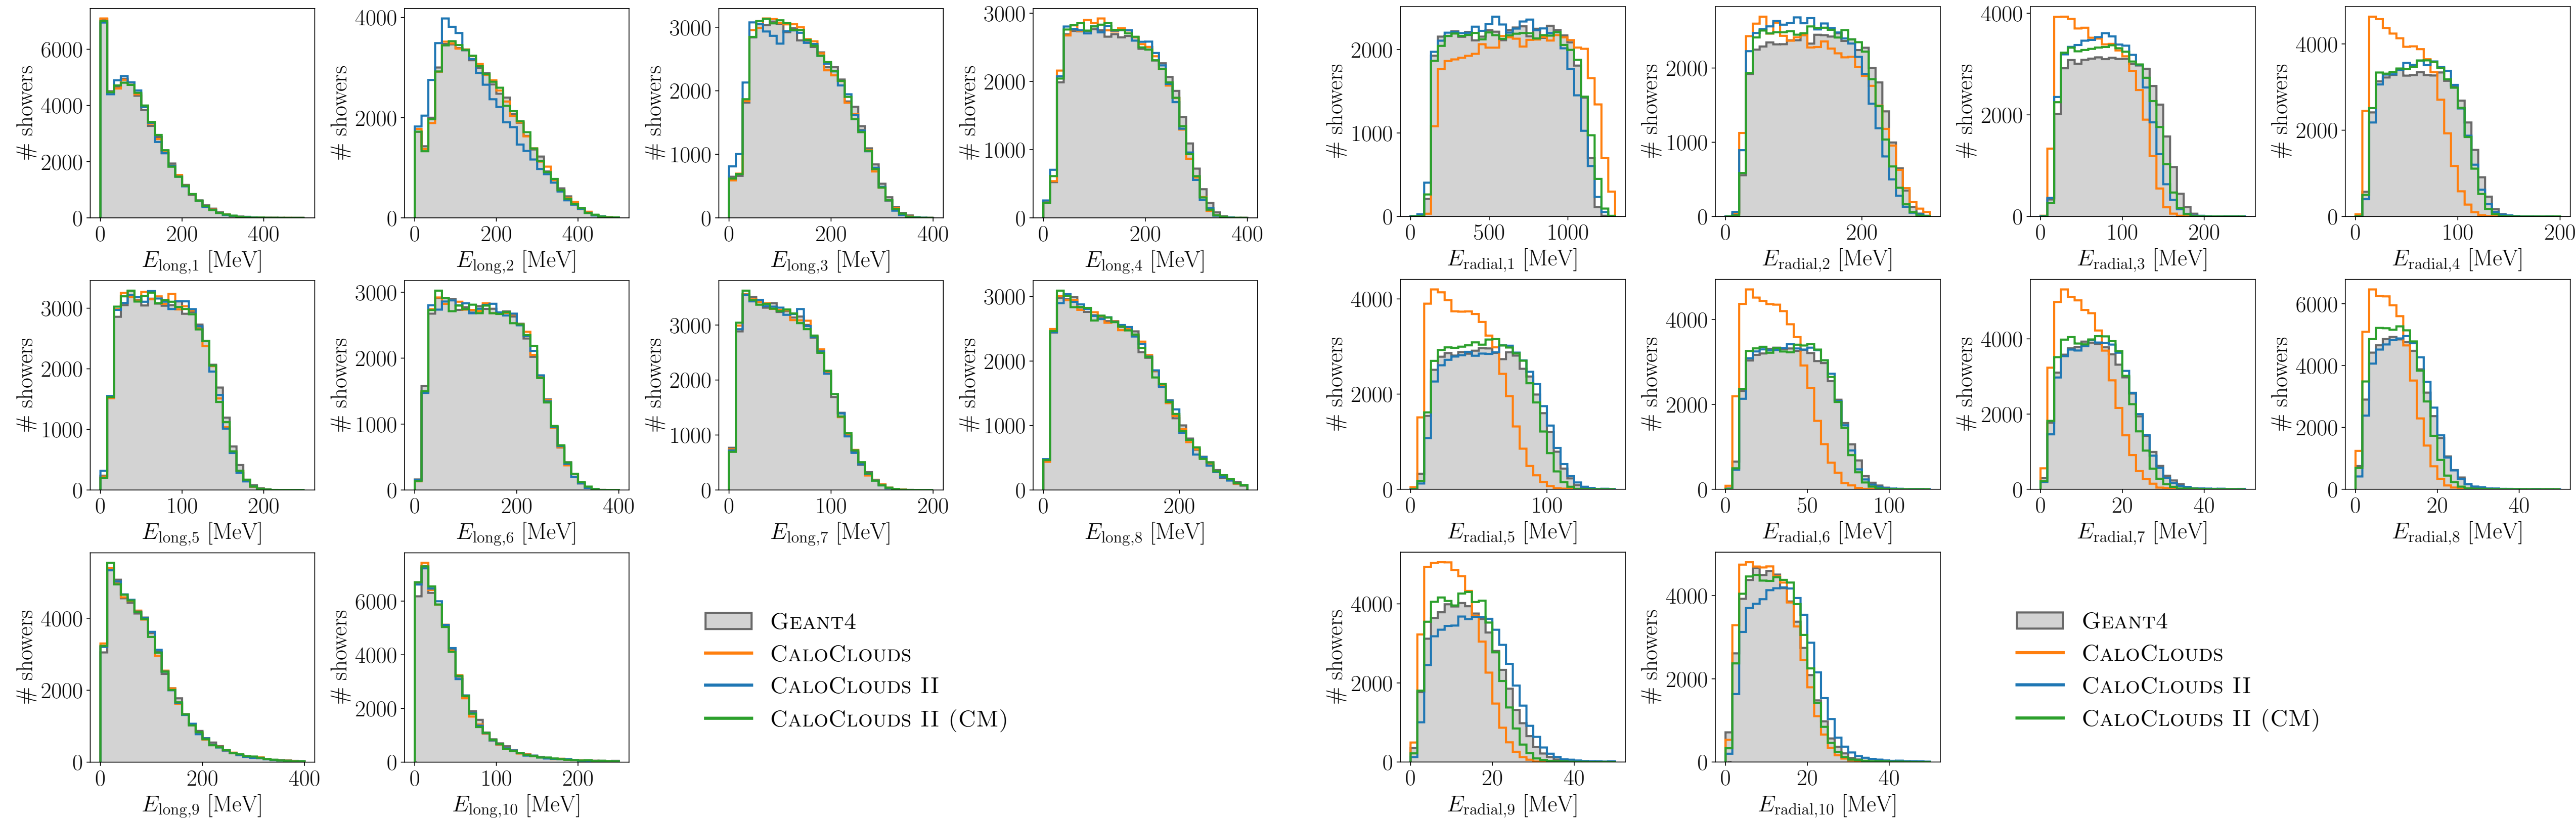 # showers
6000
4000
2000
0
0 200 400
E_long,1 [MeV]
# showers
4000
2000
0
0 200 400
E_long,2 [MeV]
# showers
3000
2000
1000
0
0 200 400
E_long,3 [MeV]
# showers
3000
2000
1000
0
0 200 400
E_long,4 [MeV]
# showers
3000
2000
1000
0
0 100 200
E_long,5 [MeV]
# showers
3000
2000
1000
0
0 200 400
E_long,6 [MeV]
# showers
3000
2000
1000
0
0 100 200
E_long,7 [MeV]
# showers
3000
2000
1000
0
0 200
E_long,8 [MeV]
# showers
4000
2000
0
0 200 400
E_long,9 [MeV]
# showers
6000
4000
2000
0
0 100 200
E_long,10 [MeV]
GEANT4
CALOCLOUDS
CALOCLOUDS II
CALOCLOUDS II (CM)
# showers
2000
1000
0
0 500 1000
E_radial,1 [MeV]
# showers
2000
1000
0
0 200
E_radial,2 [MeV]
# showers
4000
2000
0
0 100 200
E_radial,3 [MeV]
# showers
4000
2000
0
0 100 200
E_radial,4 [MeV]
# showers
4000
2000
0
0 100
E_radial,5 [MeV]
# showers
4000
2000
0
0 50 100
E_radial,6 [MeV]
# showers
4000
2000
0
0 20 40
E_radial,7 [MeV]
# showers
6000
4000
2000
0
0 20 40
E_radial,8 [MeV]
# showers
4000
2000
0
0 20 40
E_radial,9 [MeV]
# showers
4000
2000
0
0 20 40
E_radial,10 [MeV]
GEANT4
CALOCLOUDS
CALOCLOUDS II
CALOCLOUDS II (CM)